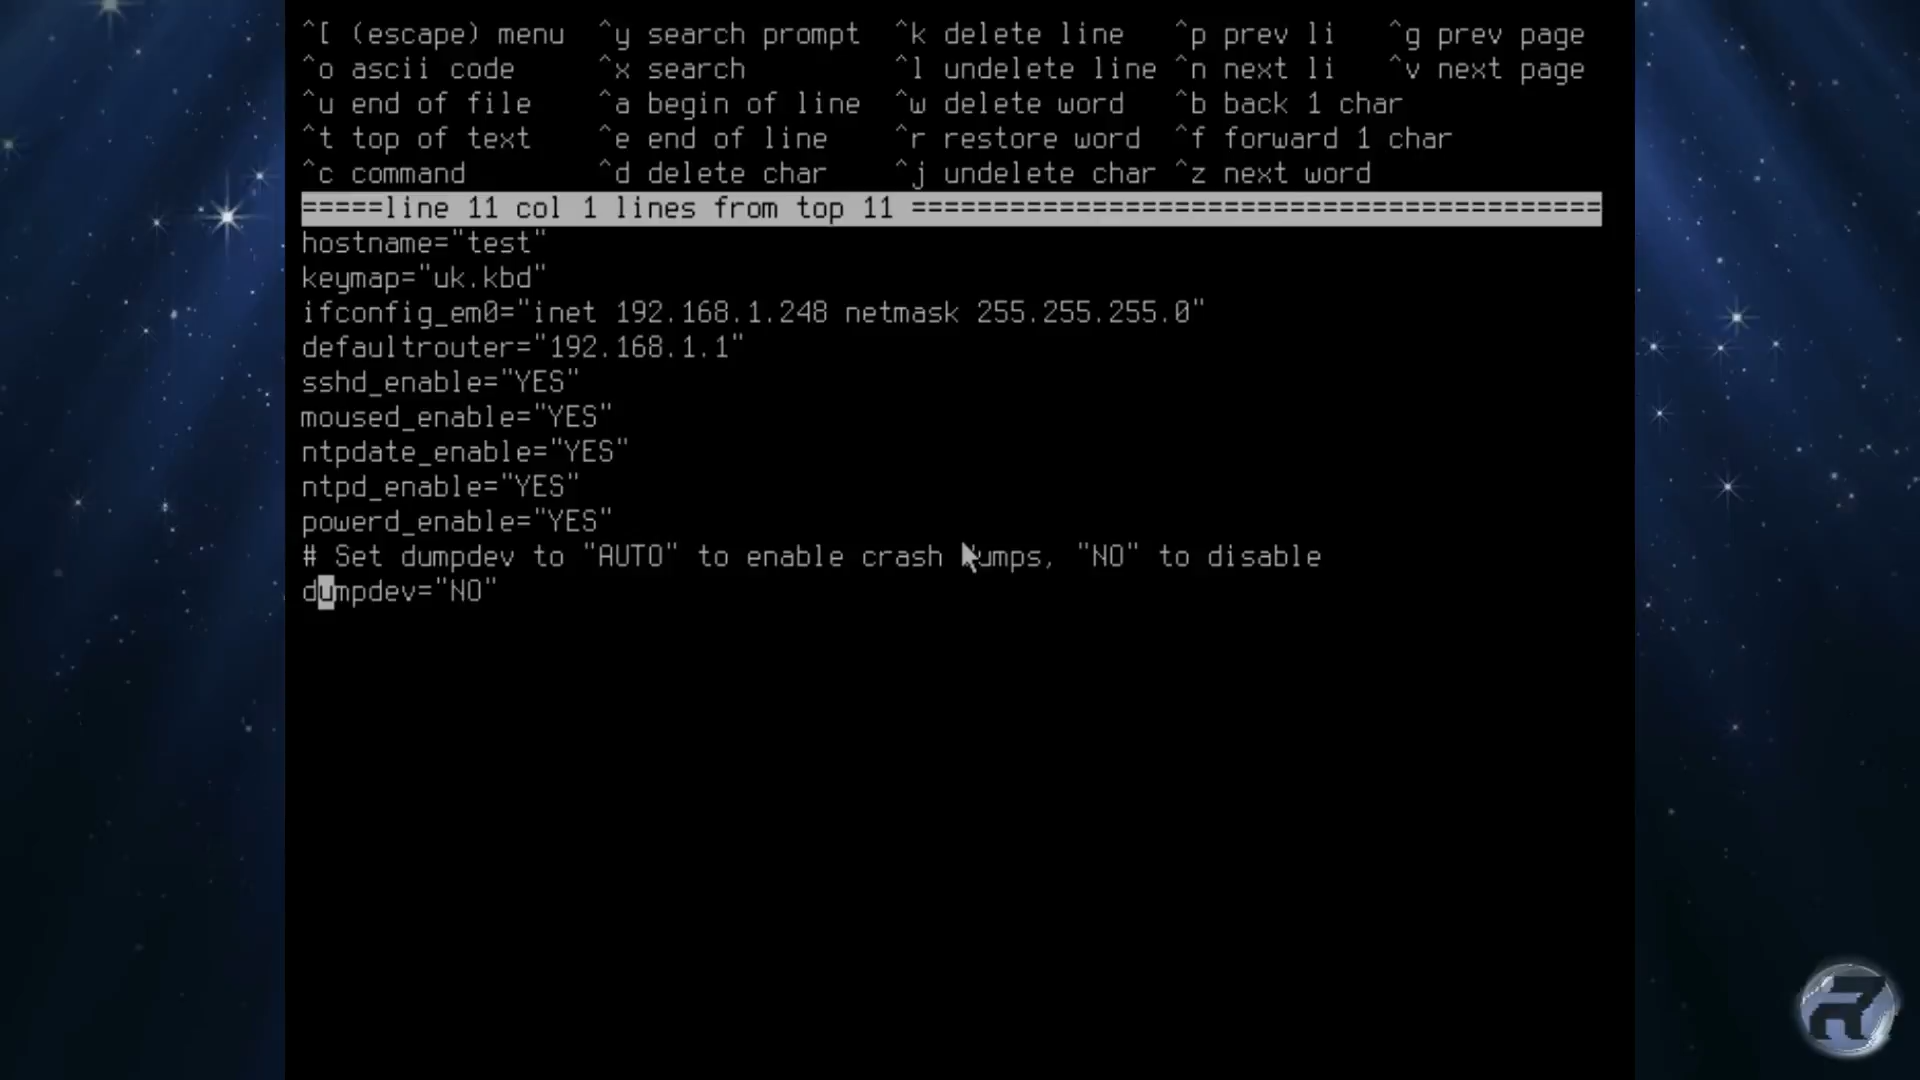 ^[ (escape) menu ^y search prompt ^k delete line ^p prev li ^g prev page
^o ascii code ^x search ^l undelete line ^n next li ^v next page
^u end of file ^a begin of line ^w delete word ^b back 1 char
^t top of text ^e end of line ^r restore word ^f forward 1 char
^c command ^d delete char ^j undelete char ^z next word
=====line 11 col 1 lines from top 11 ==========================================
hostname="test"
keymap="uk.kbd"
ifconfig_em0="inet 192.168.1.248 netmask 255.255.255.0"
defaultrouter="192.168.1.1"
sshd_enable="YES"
moused_enable="YES"
ntpdate_enable="YES"
ntpd_enable="YES"
powerd_enable="YES"
# Set dumpdev to "AUTO" to enable crash dumps, "NO" to disable
dumpdev="NO"